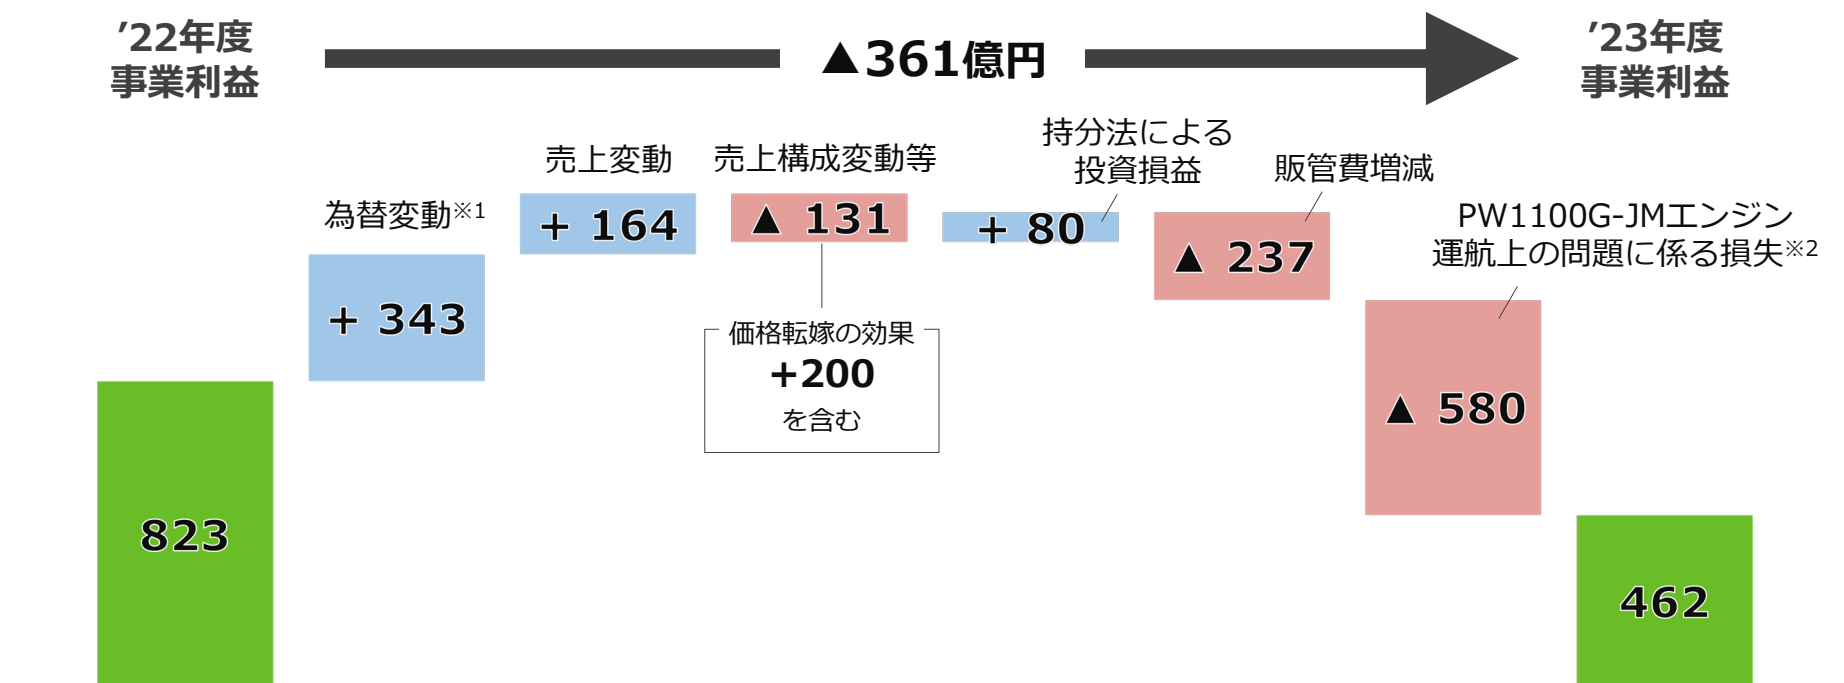 ’22年度
事業利益
▲361億円
’23年度
事業利益
為替変動※1
+ 343
売上変動
+ 164
売上構成変動等
▲ 131
価格転嫁の効果
+200
を含む
持分法による
投資損益
+ 80
販管費増減
▲ 237
PW1100G-JMエンジン
運航上の問題に係る損失※2
▲ 580
823
462